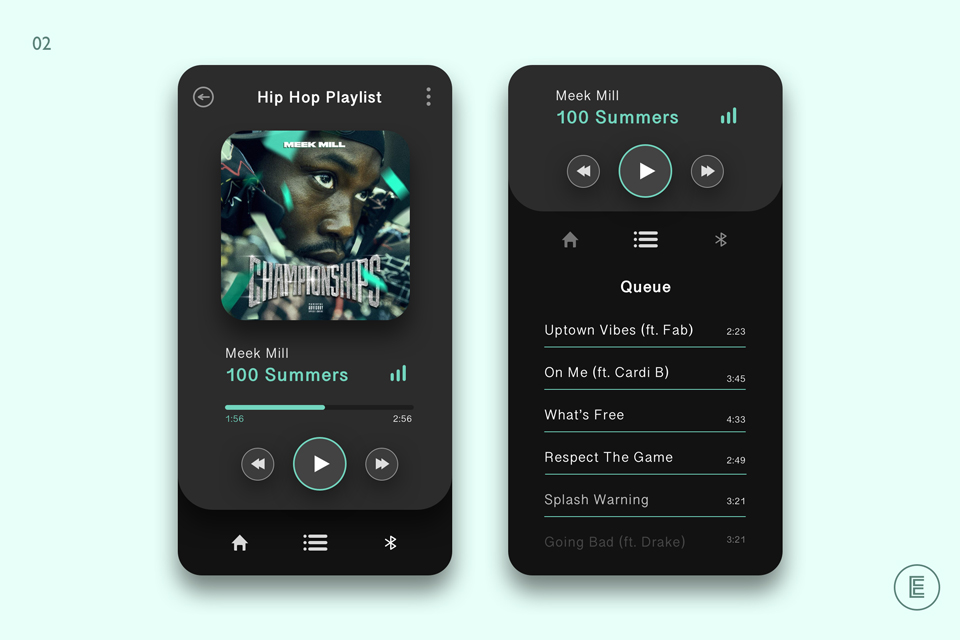 02
Hip Hop Playlist
MEEK MILL
CHAMPIONSHIPS
Meek Mill
100 Summers
1:56
2:56
Meek Mill
100 Summers
Queue
Uptown Vibes (ft. Fab) 2:23
On Me (ft. Cardi B) 3:45
What's Free 4:33
Respect The Game 2:49
Splash Warning 3:21
Going Bad (ft. Drake) 3:21
E